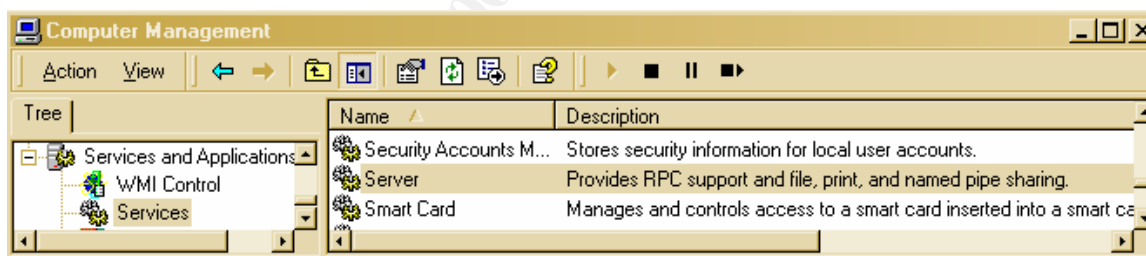 Computer Management
Action View
Tree
Name Description
Services and Applications
WMI Control
Services
Security Accounts M... Stores security information for local user accounts.
Server Provides RPC support and file, print, and named pipe sharing.
Smart Card Manages and controls access to a smart card inserted into a smart ca